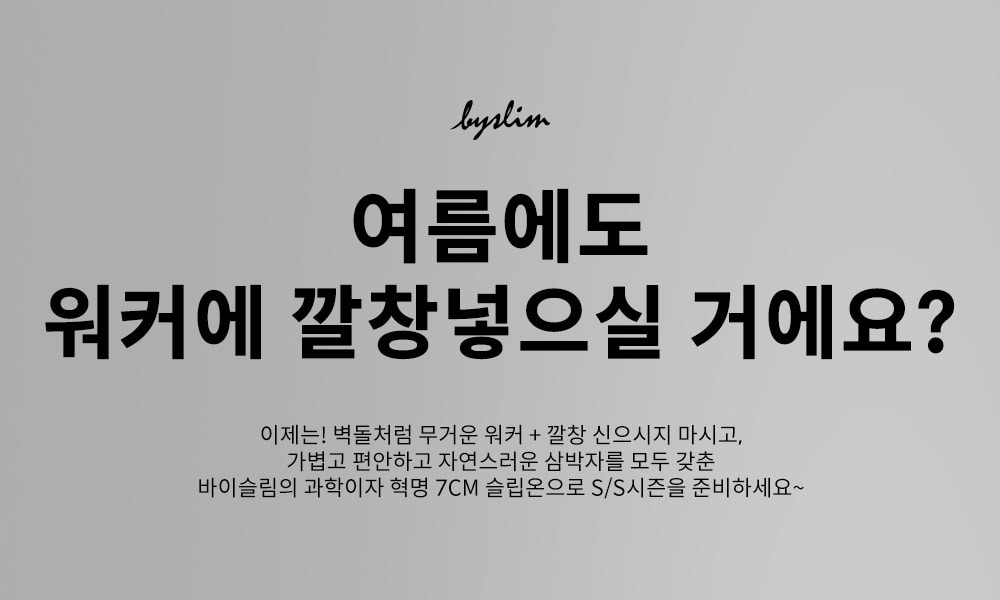 byslim
여름에도
워커에 깔창넣으실 거에요?
이제는! 벽돌처럼 무거운 워커 + 깔창 신으시지 마시고,
가볍고 편안하고 자연스러운 삼박자를 모두 갖춘
바이슬림의 과학이자 혁명 7CM 슬립온으로 S/S시즌을 준비하세요~